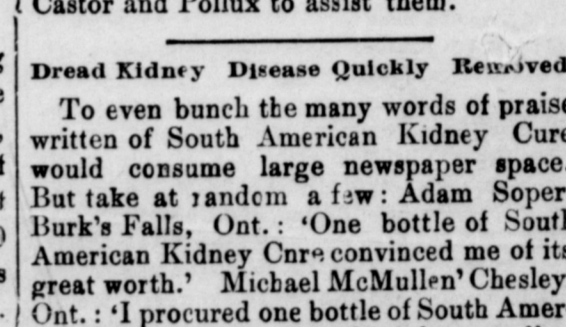 Castor and Pollux to assist them.
Dread Kidney Disease Quickly Removed
To even bunch the many words of praise
written of South American Kidney Cure
would consume large newspaper space.
But take at random a few: Adam Soper
Burk's Falls, Ont.: 'One bottle of South
American Kidney Cnre convinced me of its
great worth.' Michael McMullen' Chesley
Ont.: 'I procured one bottle of South Amer